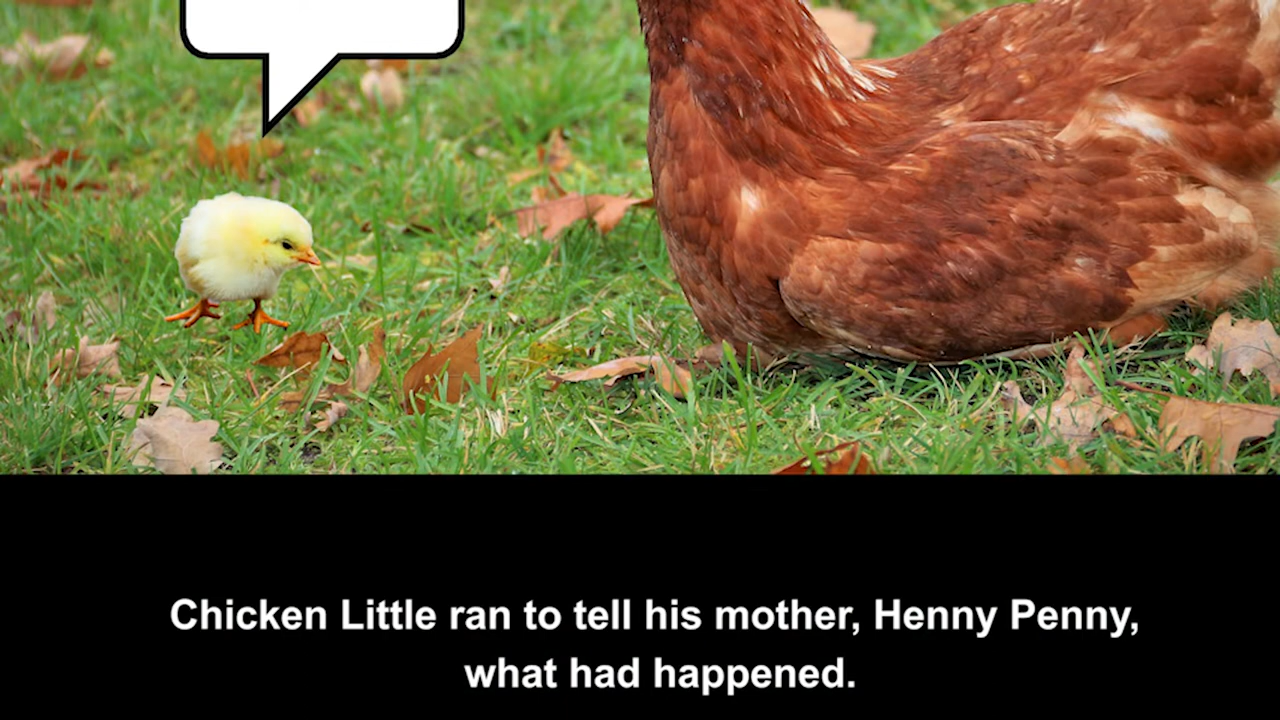 Chicken Little ran to tell his mother, Henny Penny,
what had happened.